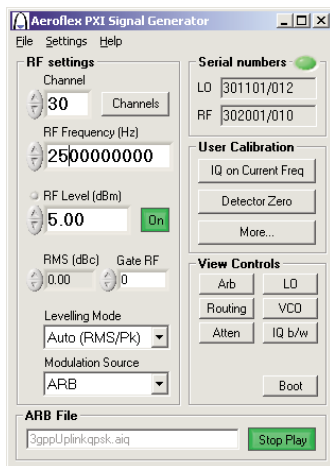 Aeroflex PXI Signal Generator
File Settings Help
RF settings
Channel
30
Channels
RF Frequency (Hz)
2500000000
RF Level (dBm)
5.00
On
RMS (dBc) Gate RF
0.00 0
Levelling Mode
Auto (RMS/Pk)
Modulation Source
ARB
Serial numbers
LO 301101/012
RF 302001/010
User Calibration
IQ on Current Freq
Detector Zero
More...
View Controls
Arb LO
Routing VCO
Atten IQ b/w
Boot
ARB File
3gppUplinkqpsk.aiq
Stop Play